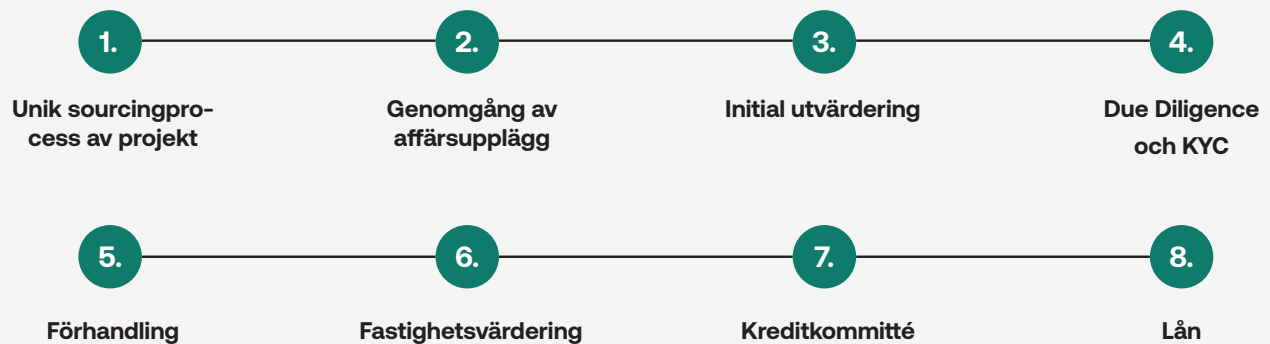 1.
2.
3.
4.
Unik sourcingpro-
cess av projekt
Genomgång av
affärsupplägg
Initial utvärdering
Due Diligence
och KYC
5.
6.
7.
8.
Förhandling
Fastighetsvärdering
Kreditkommitté
Lån